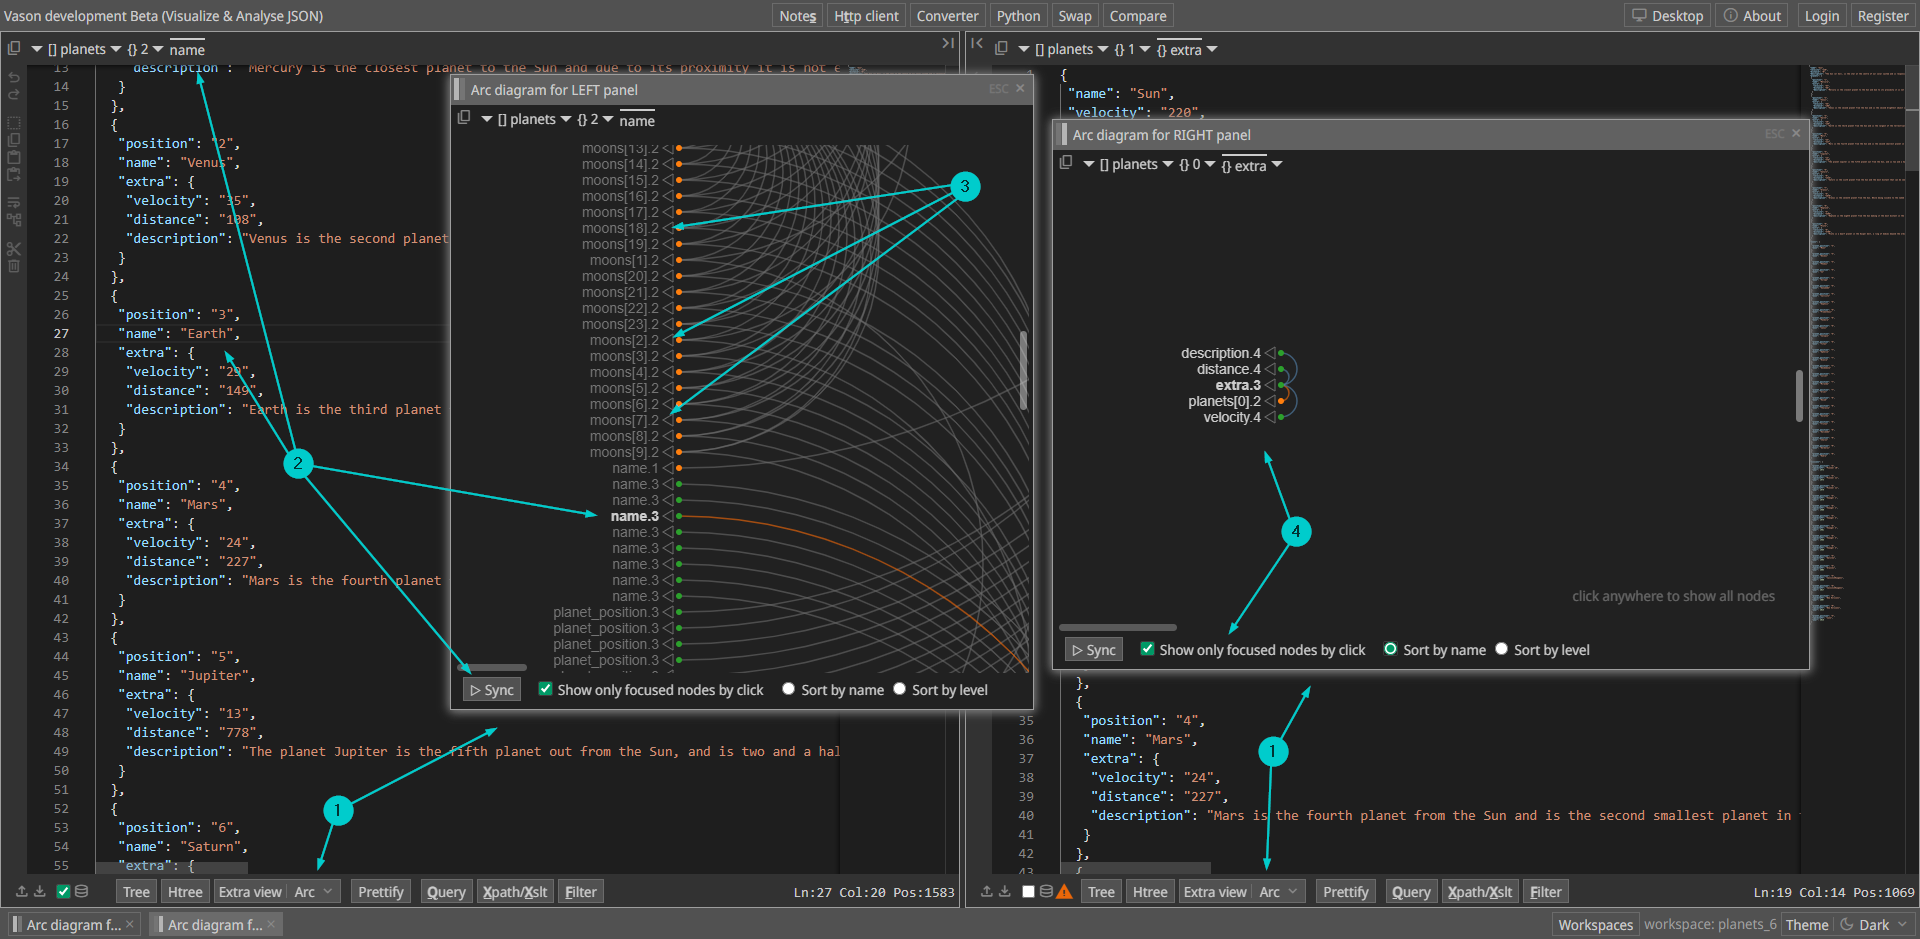 Vason development Beta (Visualize & Analyse JSON)
Notes Http client Converter Python Swap Compare
Desktop About Login Register
[] planets {} 2 name
13 "description": "Mercury is the closest planet to the Sun and due to its proximity it is not e
14 }
15 },
16 {
17 "position": "2",
18 "name": "Venus",
19 "extra": {
20 "velocity": "35",
21 "distance": "108",
22 "description": "Venus is the second planet
23 }
24 },
25 {
26 "position": "3",
27 "name": "Earth",
28 "extra": {
29 "velocity": "29",
30 "distance": "149",
31 "description": "Earth is the third planet
32 }
33 },
34 {
35 "position": "4",
36 "name": "Mars",
37 "extra": {
38 "velocity": "24",
39 "distance": "227",
40 "description": "Mars is the fourth planet
41 }
42 },
43 {
44 "position": "5",
45 "name": "Jupiter",
46 "extra": {
47 "velocity": "13",
48 "distance": "778",
49 "description": "The planet Jupiter is the fifth planet out from the Sun, and is two and a hal
50 }
51 },
52 {
53 "position": "6",
54 "name": "Saturn",
55 "extra": {
2
1
Tree Htree Extra view Arc Prettify Query Xpath/Xslt Filter
Ln:27 Col:20 Pos:1583
Arc diagram for LEFT panel ESC
[] planets {} 2 name
moons[13].2
moons[14].2
moons[15].2
moons[16].2
moons[17].2
moons[18].2
moons[19].2
moons[1].2
moons[20].2
moons[21].2
moons[22].2
moons[23].2
moons[2].2
moons[3].2
moons[4].2
moons[5].2
moons[6].2
moons[7].2
moons[8].2
moons[9].2
name.1
name.3
name.3
name.3
name.3
name.3
name.3
name.3
name.3
planet_position.3
planet_position.3
planet_position.3
planet_position.3
3
Sync Show only focused nodes by click Sort by name Sort by level
[] planets {} 1 {} extra
{
"name": "Sun",
"velocity": "220",
Arc diagram for RIGHT panel ESC
[] planets {} 0 {} extra
description.4
distance.4
extra.3
planets[0].2
velocity.4
4
click anywhere to show all nodes
Sync Show only focused nodes by click Sort by name Sort by level
},
{
35 "position": "4",
36 "name": "Mars",
37 "extra": {
38 "velocity": "24",
39 "distance": "227",
40 "description": "Mars is the fourth planet from the Sun and is the second smallest planet in
41 }
42 },
43 {
1
Tree Htree Extra view Arc Prettify Query Xpath/Xslt Filter
Ln:19 Col:14 Pos:1069
Arc diagram f... Arc diagram f...
Workspaces workspace: planets_6 Theme Dark